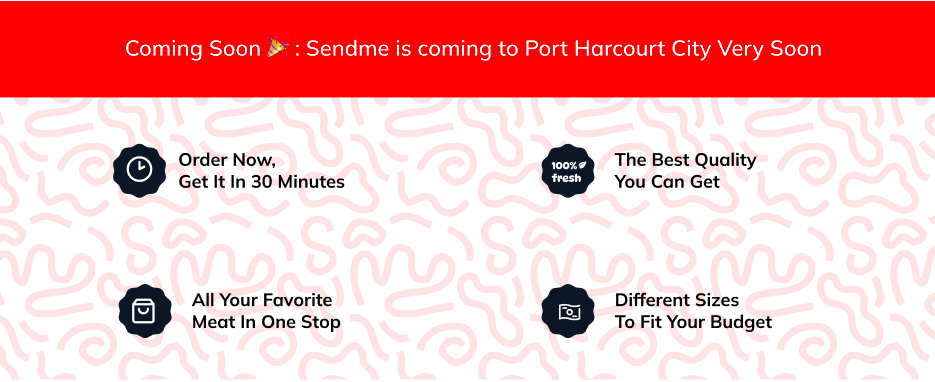 Coming Soon 🎉 : Sendme is coming to Port Harcourt City Very Soon
Order Now,
Get It In 30 Minutes
100%
fresh
The Best Quality
You Can Get
All Your Favorite
Meat In One Stop
Different Sizes
To Fit Your Budget